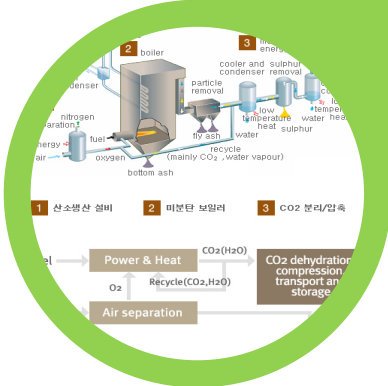 2
boiler
3
energy
cooler and
condenser
sulphur
removal
particle
removal
nitrogen
fuel
air
oxygen
fly ash
water
low
temperature
heat
sulphur
water
recycle
(mainly CO₂ ,water vapour)
bottom ash
1 산소생산 설비
2 미분탄 보일러
3 CO2 분리/압축
Power & Heat
CO2(H2O)
Recycle(CO2,H2O)
O2
Air separation
CO2 dehydration
compression
transport an
storage